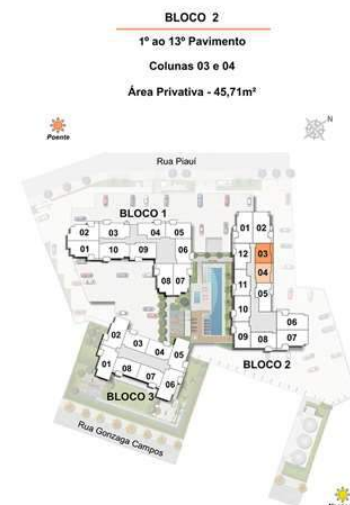 BLOCO 2
1º ao 13º Pavimento
Colunas 03 e 04
Área Privativa - 45,71m²
Poente
N
Rua Piauí
BLOCO 1
02 03 04 05
01 10 09 06
08 07
01 02
12 03
04
11 05
10
06
09 08 07
BLOCO 2
02
03
04 05
01 08 07 06
BLOCO 3
Rua Gonzaga Campos